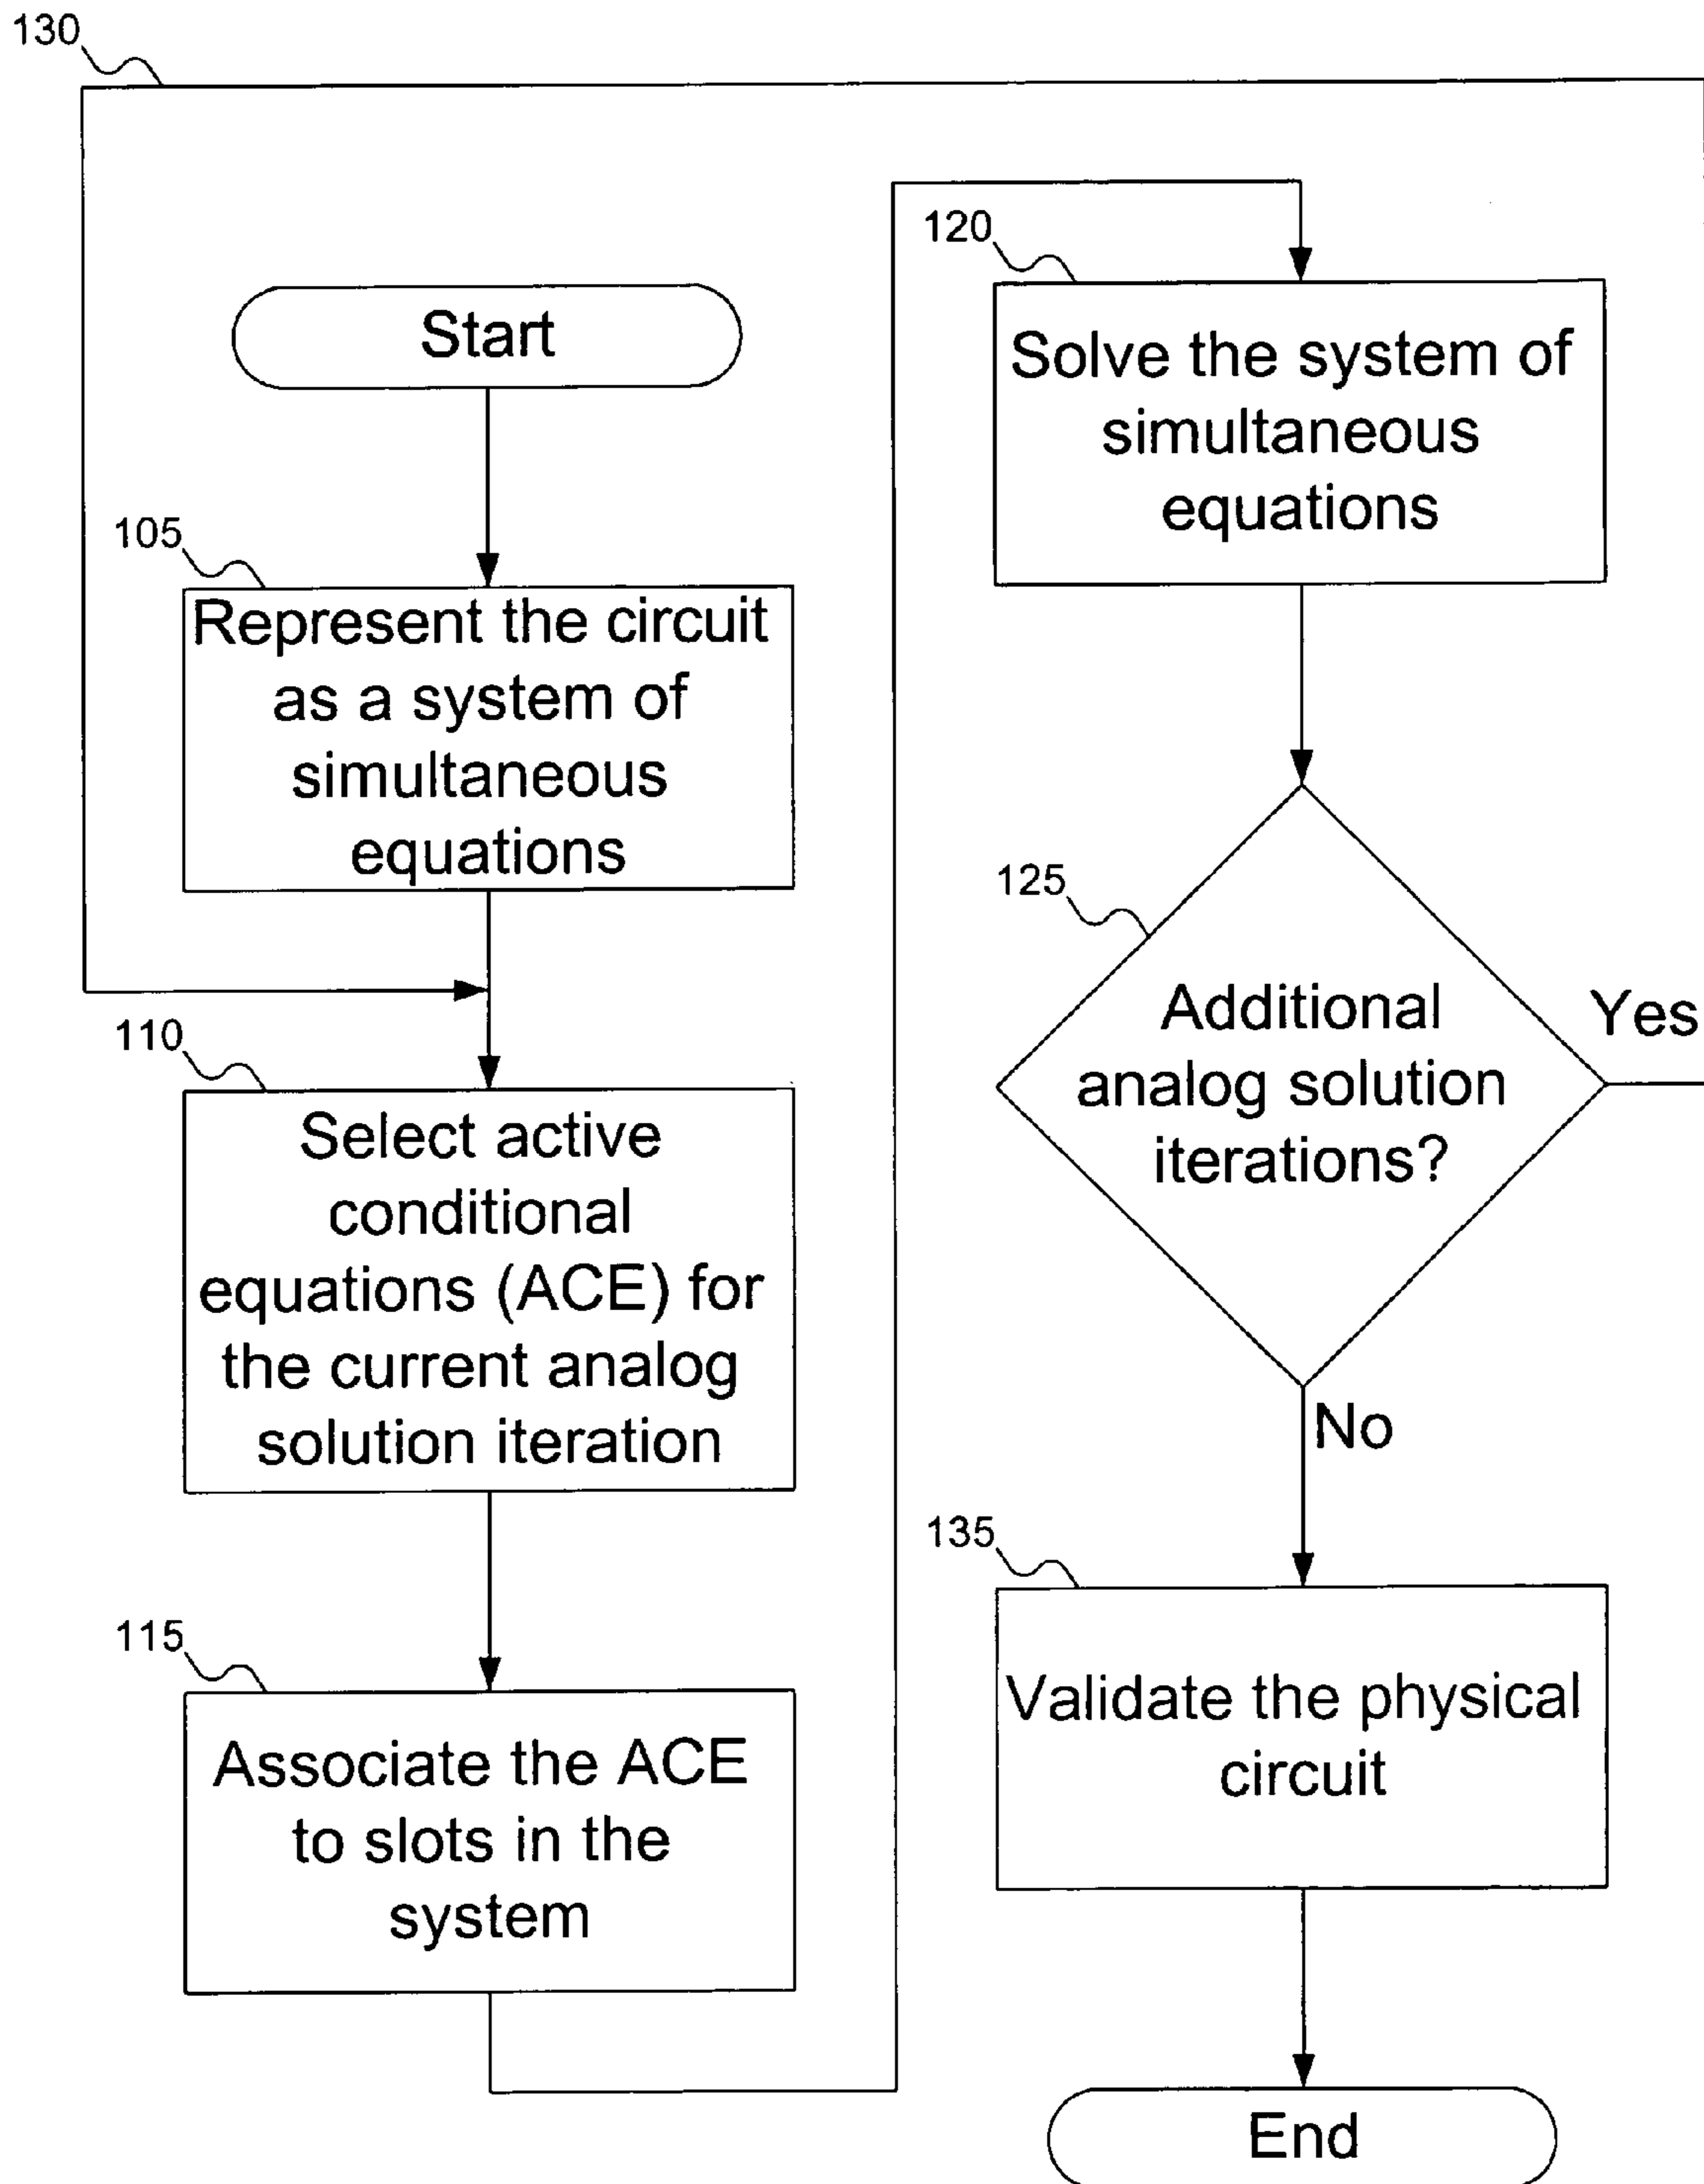 130
Start
105
Represent the circuit
as a system of
simultaneous
equations
110
Select active
conditional
equations (ACE) for
the current analog
solution iteration
115
Associate the ACE
to slots in the
system
120
Solve the system of
simultaneous
equations
125
Additional
analog solution
iterations?
Yes
No
135
Validate the physical
circuit
End